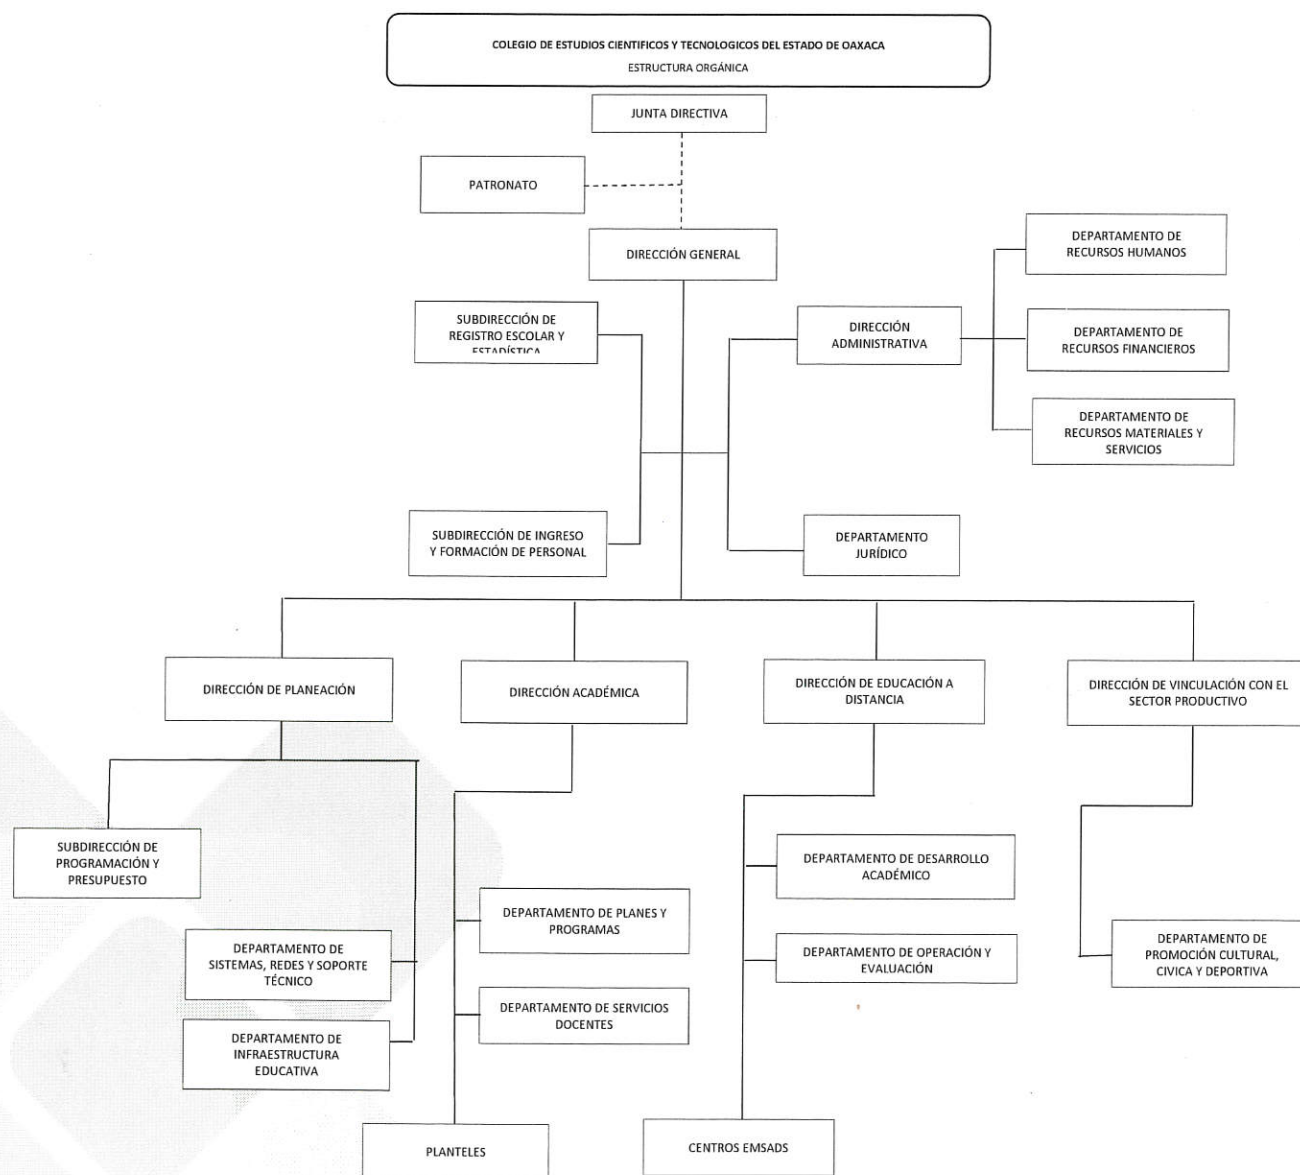 COLEGIO DE ESTUDIOS CIENTIFICOS Y TECNOLOGICOS DEL ESTADO DE OAXACA
ESTRUCTURA ORGÁNICA
JUNTA DIRECTIVA
PATRONATO
DIRECCIÓN GENERAL
DEPARTAMENTO DE
RECURSOS HUMANOS
SUBDIRECCIÓN DE
REGISTRO ESCOLAR Y
ESTADÍSTICA
DIRECCIÓN
ADMINISTRATIVA
DEPARTAMENTO DE
RECURSOS FINANCIEROS
DEPARTAMENTO DE
RECURSOS MATERIALES Y
SERVICIOS
SUBDIRECCIÓN DE INGRESO
Y FORMACIÓN DE PERSONAL
DEPARTAMENTO
JURÍDICO
DIRECCIÓN DE PLANEACIÓN
DIRECCIÓN ACADÉMICA
DIRECCIÓN DE EDUCACIÓN A
DISTANCIA
DIRECCIÓN DE VINCULACIÓN CON EL
SECTOR PRODUCTIVO
SUBDIRECCIÓN DE
PROGRAMACIÓN Y
PRESUPUESTO
DEPARTAMENTO DE DESARROLLO
ACADÉMICO
DEPARTAMENTO DE PLANES Y
PROGRAMAS
DEPARTAMENTO DE
SISTEMAS, REDES Y SOPORTE
TÉCNICO
DEPARTAMENTO DE OPERACIÓN Y
EVALUACIÓN
DEPARTAMENTO DE
PROMOCIÓN CULTURAL,
CIVICA Y DEPORTIVA
DEPARTAMENTO DE SERVICIOS
DOCENTES
DEPARTAMENTO DE
INFRAESTRUCTURA
EDUCATIVA
PLANTELES
CENTROS EMSADS